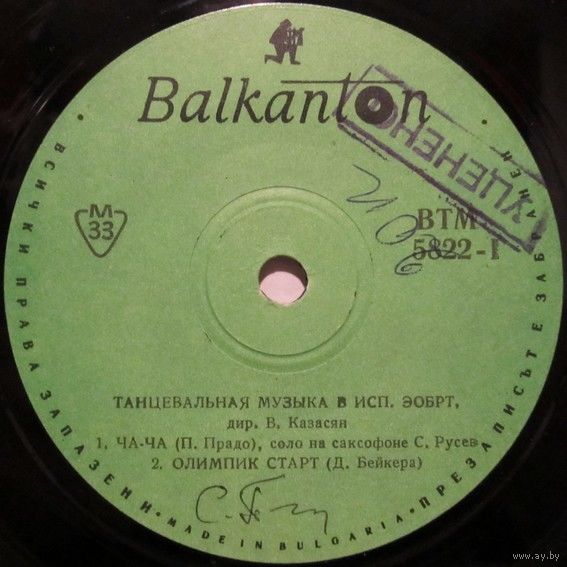 Balkanton
УЦЕНЕНО
M
33
ВТМ
5822-I
ТАНЦЕВАЛЬНАЯ МУЗЫКА В ИСП. ЭОБРТ,
дир. В. Казасян
1. ЧА-ЧА (П. Прадо), соло на саксофоне С. Русев
2. ОЛИМПИК СТАРТ (Д. Бейкера)
• ВСИЧКИ ПРАВА ЗАПАЗЕНИ • MADE IN BULGARIA • ПРЕЗАПИСЪТЕ ЗАБРАНЕН •
www.ay.by